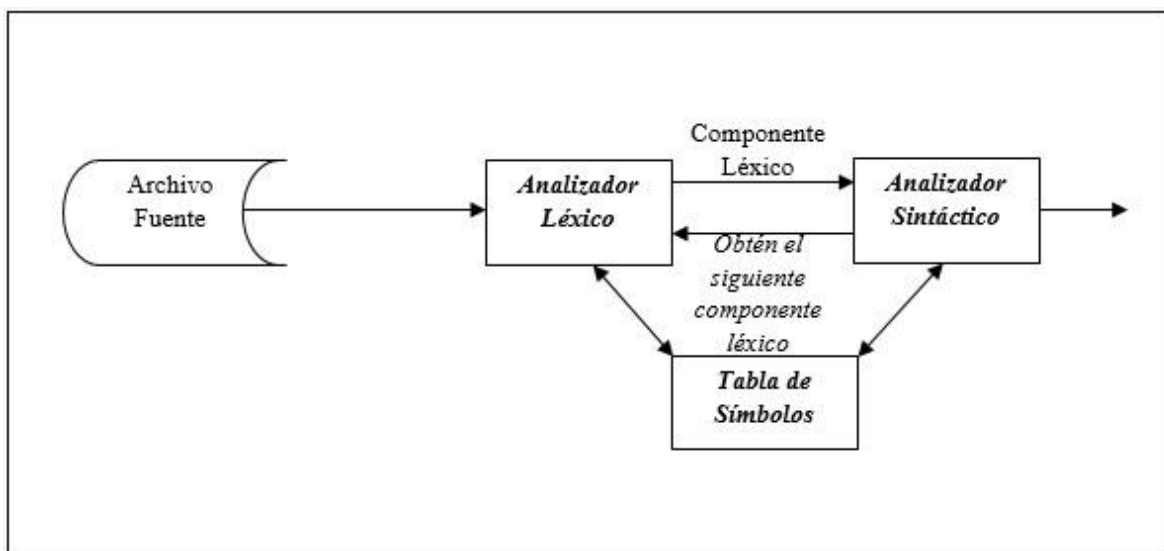 Archivo
Fuente
Analizador
Léxico
Componente
Léxico
Analizador
Sintáctico
Obtén el
siguiente
componente
léxico
Tabla de
Símbolos